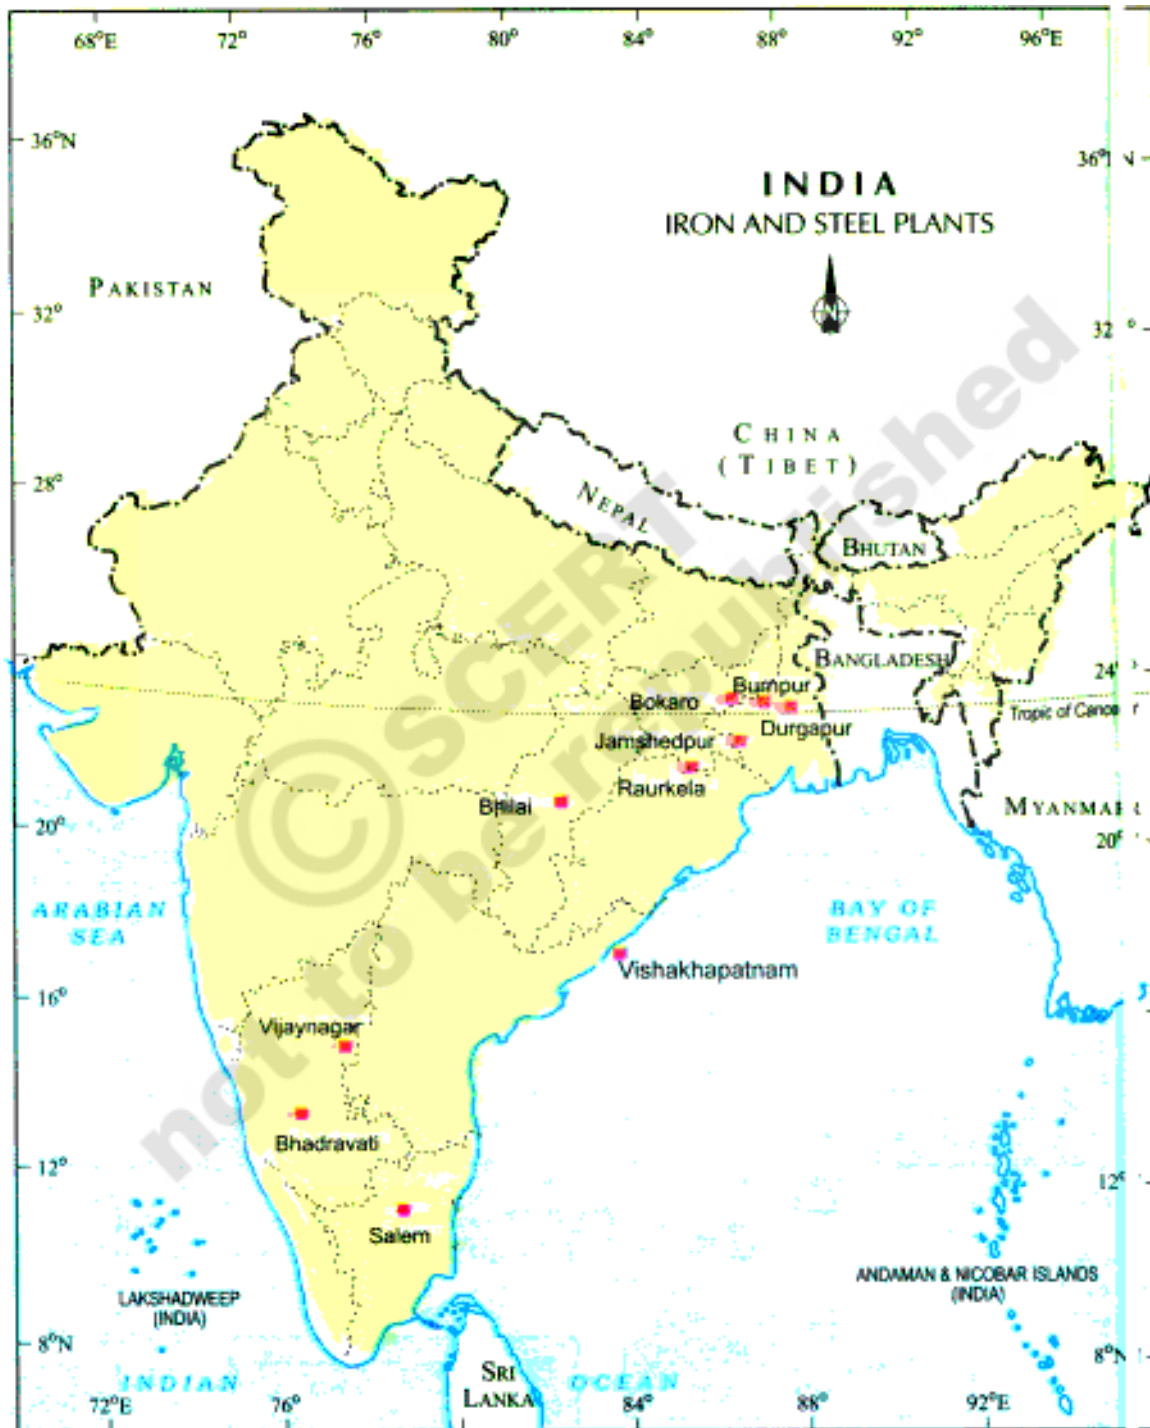 68°E 72° 76° 80° 84° 88° 92° 96°E
36°N
36° N
INDIA
IRON AND STEEL PLANTS
N
PAKISTAN
32°
32°
CHINA
(TIBET)
28°
NEPAL
BHUTAN
BANGLADESH
24°
Bokaro
Burnpur
Tropic of Cancer
Durgapur
Jamshedpur
Raurkela
Bhilai
MYANMAR
20°
20°
ARABIAN
SEA
BAY OF
BENGAL
Vishakhapatnam
16°
Vijaynagar
Bhadravati
12°
12°
Salem
LAKSHADWEEP
(INDIA)
ANDAMAN & NICOBAR ISLANDS
(INDIA)
8°N
8°N
SRI
LANKA
INDIAN OCEAN
72°E 76° 84° 88° 92°E
© SCERT
not to be republished